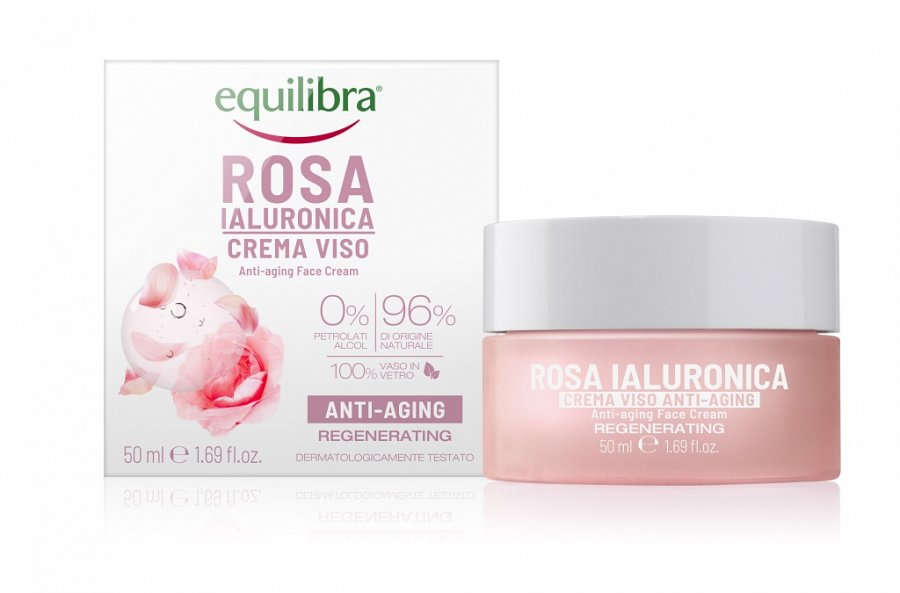 equilibra®
ROSA
IALURONICA
CREMA VISO
Anti-aging Face Cream
0% PETROLATI ALCOL
96% DI ORIGINE NATURALE
100% VASO IN VETRO
ANTI-AGING
REGENERATING
50 ml ℮ 1.69 fl.oz.
DERMATOLOGICAMENTE TESTATO
ROSA IALURONICA
CREMA VISO ANTI-AGING
Anti-aging Face Cream
REGENERATING
50 ml ℮ 1.69 fl.oz.